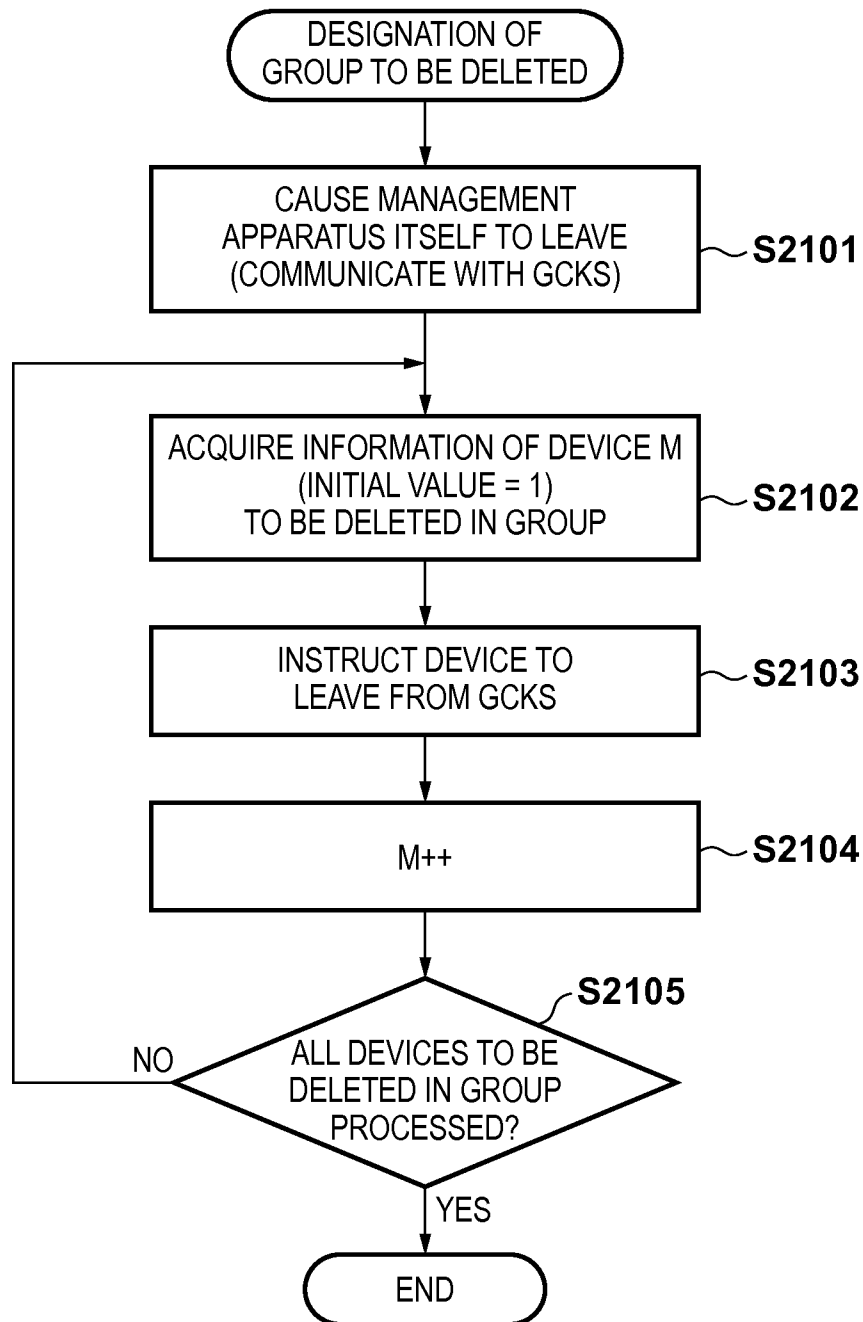 DESIGNATION OF
GROUP TO BE DELETED
CAUSE MANAGEMENT
APPARATUS ITSELF TO LEAVE
(COMMUNICATE WITH GCKS)
S2101
ACQUIRE INFORMATION OF DEVICE M
(INITIAL VALUE = 1)
TO BE DELETED IN GROUP
S2102
INSTRUCT DEVICE TO
LEAVE FROM GCKS
S2103
M++
S2104
S2105
NO
ALL DEVICES TO BE
DELETED IN GROUP
PROCESSED?
YES
END